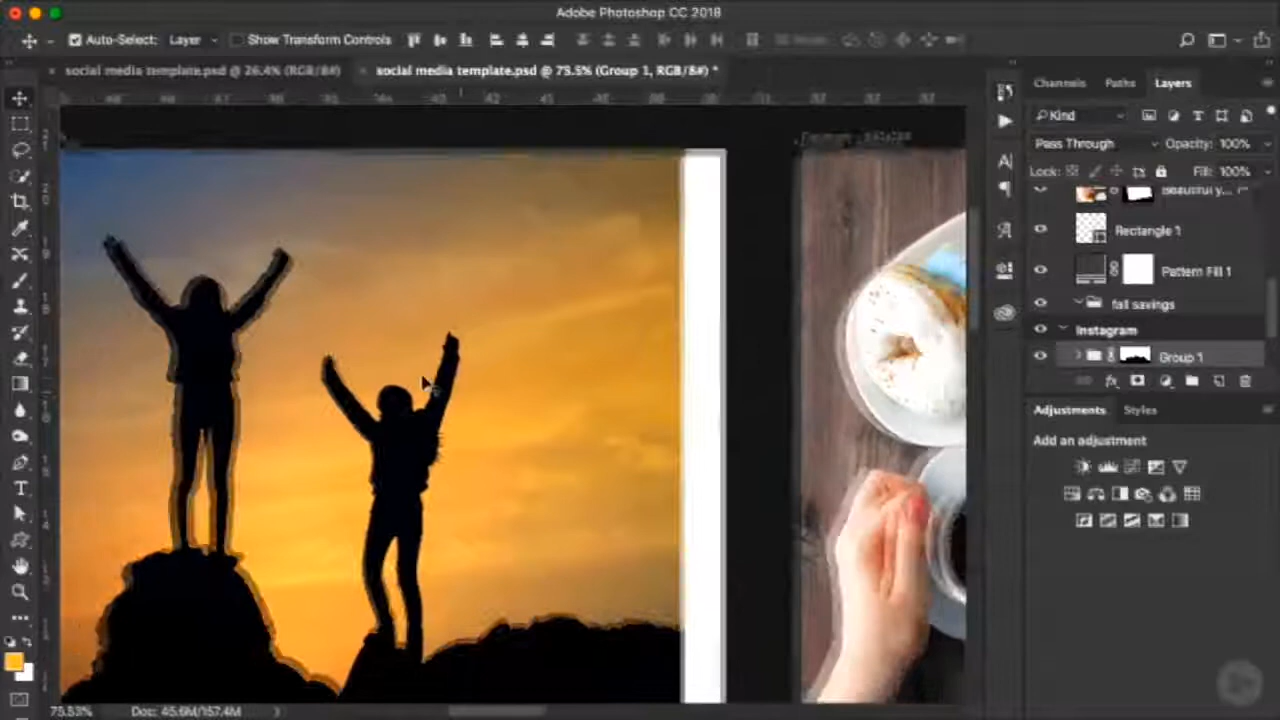 Adobe Photoshop CC 2018
Auto-Select: Layer Show Transform Controls
social media template.psd @ 26.4% (RGB/8#) social media template.psd @ 75.5% (Group 1, RGB/8#) *
Channels Paths Layers
Kind
Pass Through Opacity: 100%
Lock: Fill: 100%
Beautiful y...
Rectangle 1
Pattern Fill 1
fall savings
Instagram
Group 1
fx
Adjustments Styles
Add an adjustment
Doc: 45.6M/157.4M